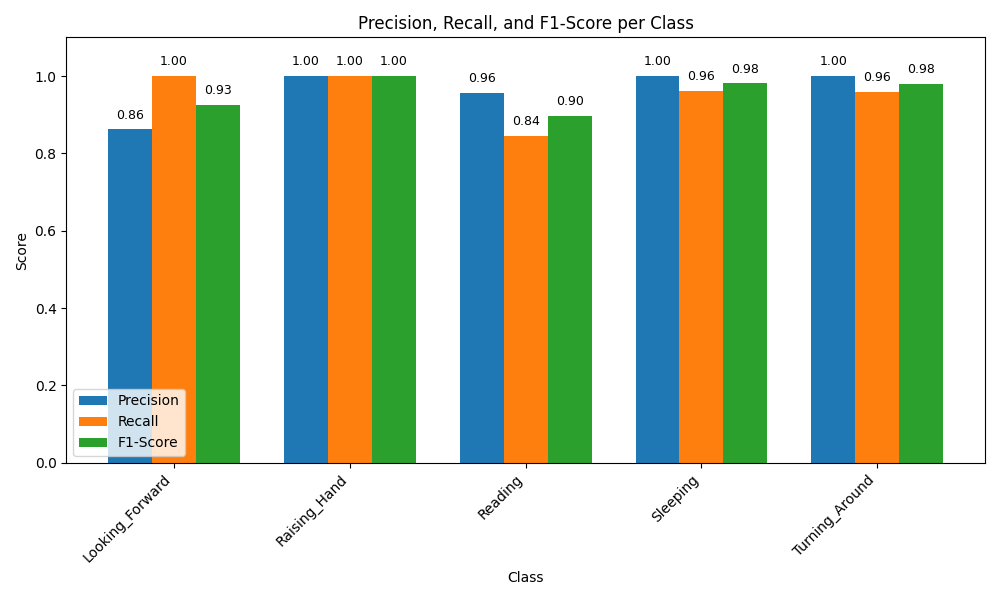 Precision, Recall, and F1-Score per Class
Score
1.0
0.8
0.6
0.4
0.2
0.0
0.86 1.00 0.93
1.00 1.00 1.00
0.96 0.84 0.90
1.00 0.96 0.98
1.00 0.96 0.98
Precision
Recall
F1-Score
Looking_Forward
Raising_Hand
Reading
Sleeping
Turning_Around
Class